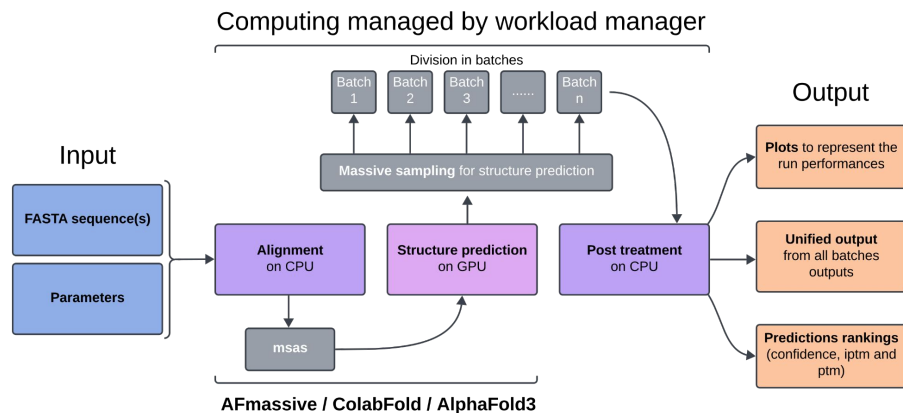 Computing managed by workload manager
Division in batches
Batch
1
Batch
2
Batch
3
......
Batch
n
Massive sampling for structure prediction
Input
FASTA sequence(s)
Parameters
Alignment
on CPU
Structure prediction
on GPU
Post treatment
on CPU
msas
AFmassive / ColabFold / AlphaFold3
Output
Plots to represent the
run performances
Unified output
from all batches
outputs
Predictions rankings
(confidence, iptm and
ptm)